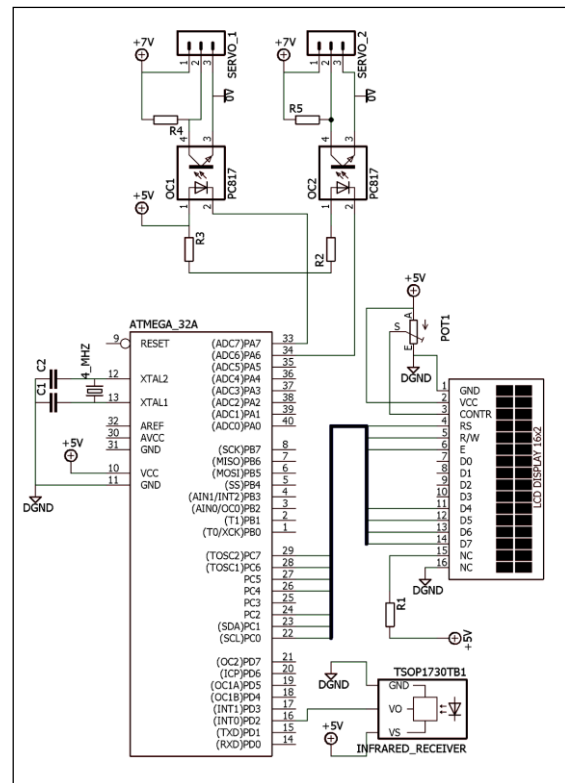 +7V
1
2
3
SERVO_1
+7V
1
2
3
SERVO_2
0V
0V
R4
R5
4
3
4
3
OC1
PC817
OC2
PC817
1
2
1
2
+5V
R3
R2
ATMEGA_32A
9
RESET
12
XTAL2
13
XTAL1
32
AREF
30
AVCC
31
GND
10
VCC
11
GND
C2
C1
4_MHZ
+5V
DGND
(ADC7)PA7
33
(ADC6)PA6
34
(ADC5)PA5
35
(ADC4)PA4
36
(ADC3)PA3
37
(ADC2)PA2
38
(ADC1)PA1
39
(ADC0)PA0
40
(SCK)PB7
8
(MISO)PB6
7
(MOSI)PB5
6
(SS)PB4
5
(AIN1/INT2)PB3
4
(AIN0/OC0)PB2
3
(T1)PB1
2
(T0/XCK)PB0
1
(TOSC2)PC7
29
(TOSC1)PC6
28
PC5
27
PC4
26
PC3
25
PC2
24
(SDA)PC1
23
(SCL)PC0
22
(OC2)PD7
21
(ICP)PD6
20
(OC1A)PD5
19
(OC1B)PD4
18
(INT1)PD3
17
(INT0)PD2
16
(TXD)PD1
15
(RXD)PD0
14
+5V
A
S
E
POT1
DGND
1
GND
2
VCC
3
CONTR
4
RS
5
R/W
6
E
7
D0
8
D1
9
D2
10
D3
11
D4
12
D5
13
D6
14
D7
15
NC
16
NC
LCD DISPLAY 16x2
DGND
R1
+5V
TSOP1730TB1
DGND
GND
VO
VS
+5V
INFRARED_RECEIVER